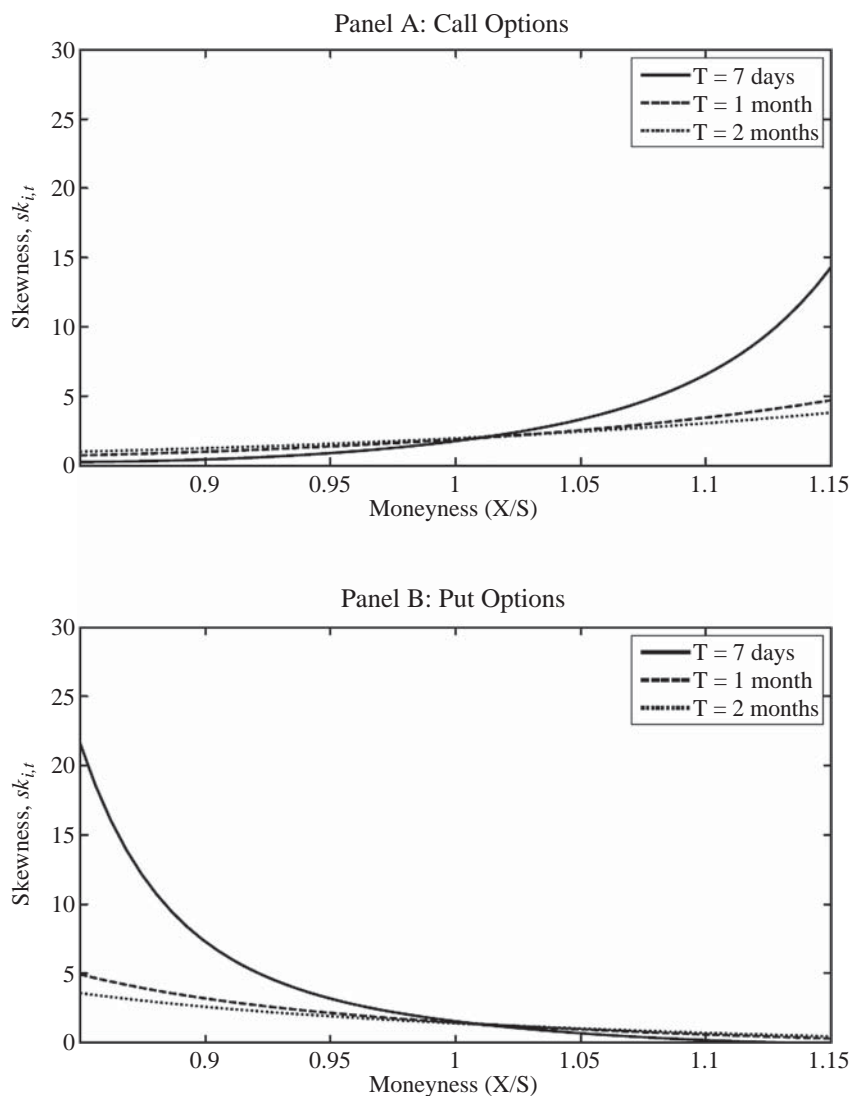 Panel A: Call Options
30
25
20
15
10
5
0
Skewness, sk_{i,t}
T = 7 days
T = 1 month
T = 2 months
0.9
0.95
1
1.05
1.1
1.15
Moneyness (X/S)
Panel B: Put Options
30
25
20
15
10
5
0
Skewness, sk_{i,t}
T = 7 days
T = 1 month
T = 2 months
0.9
0.95
1
1.05
1.1
1.15
Moneyness (X/S)